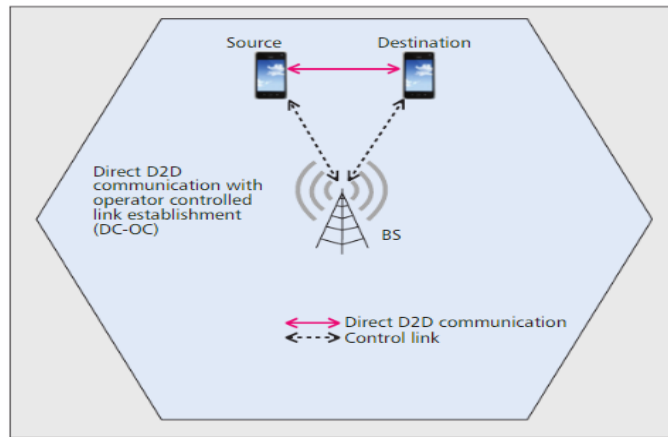 Source
Destination
Direct D2D
communication with
operator controlled
link establishment
(DC-OC)
BS
Direct D2D communication
Control link